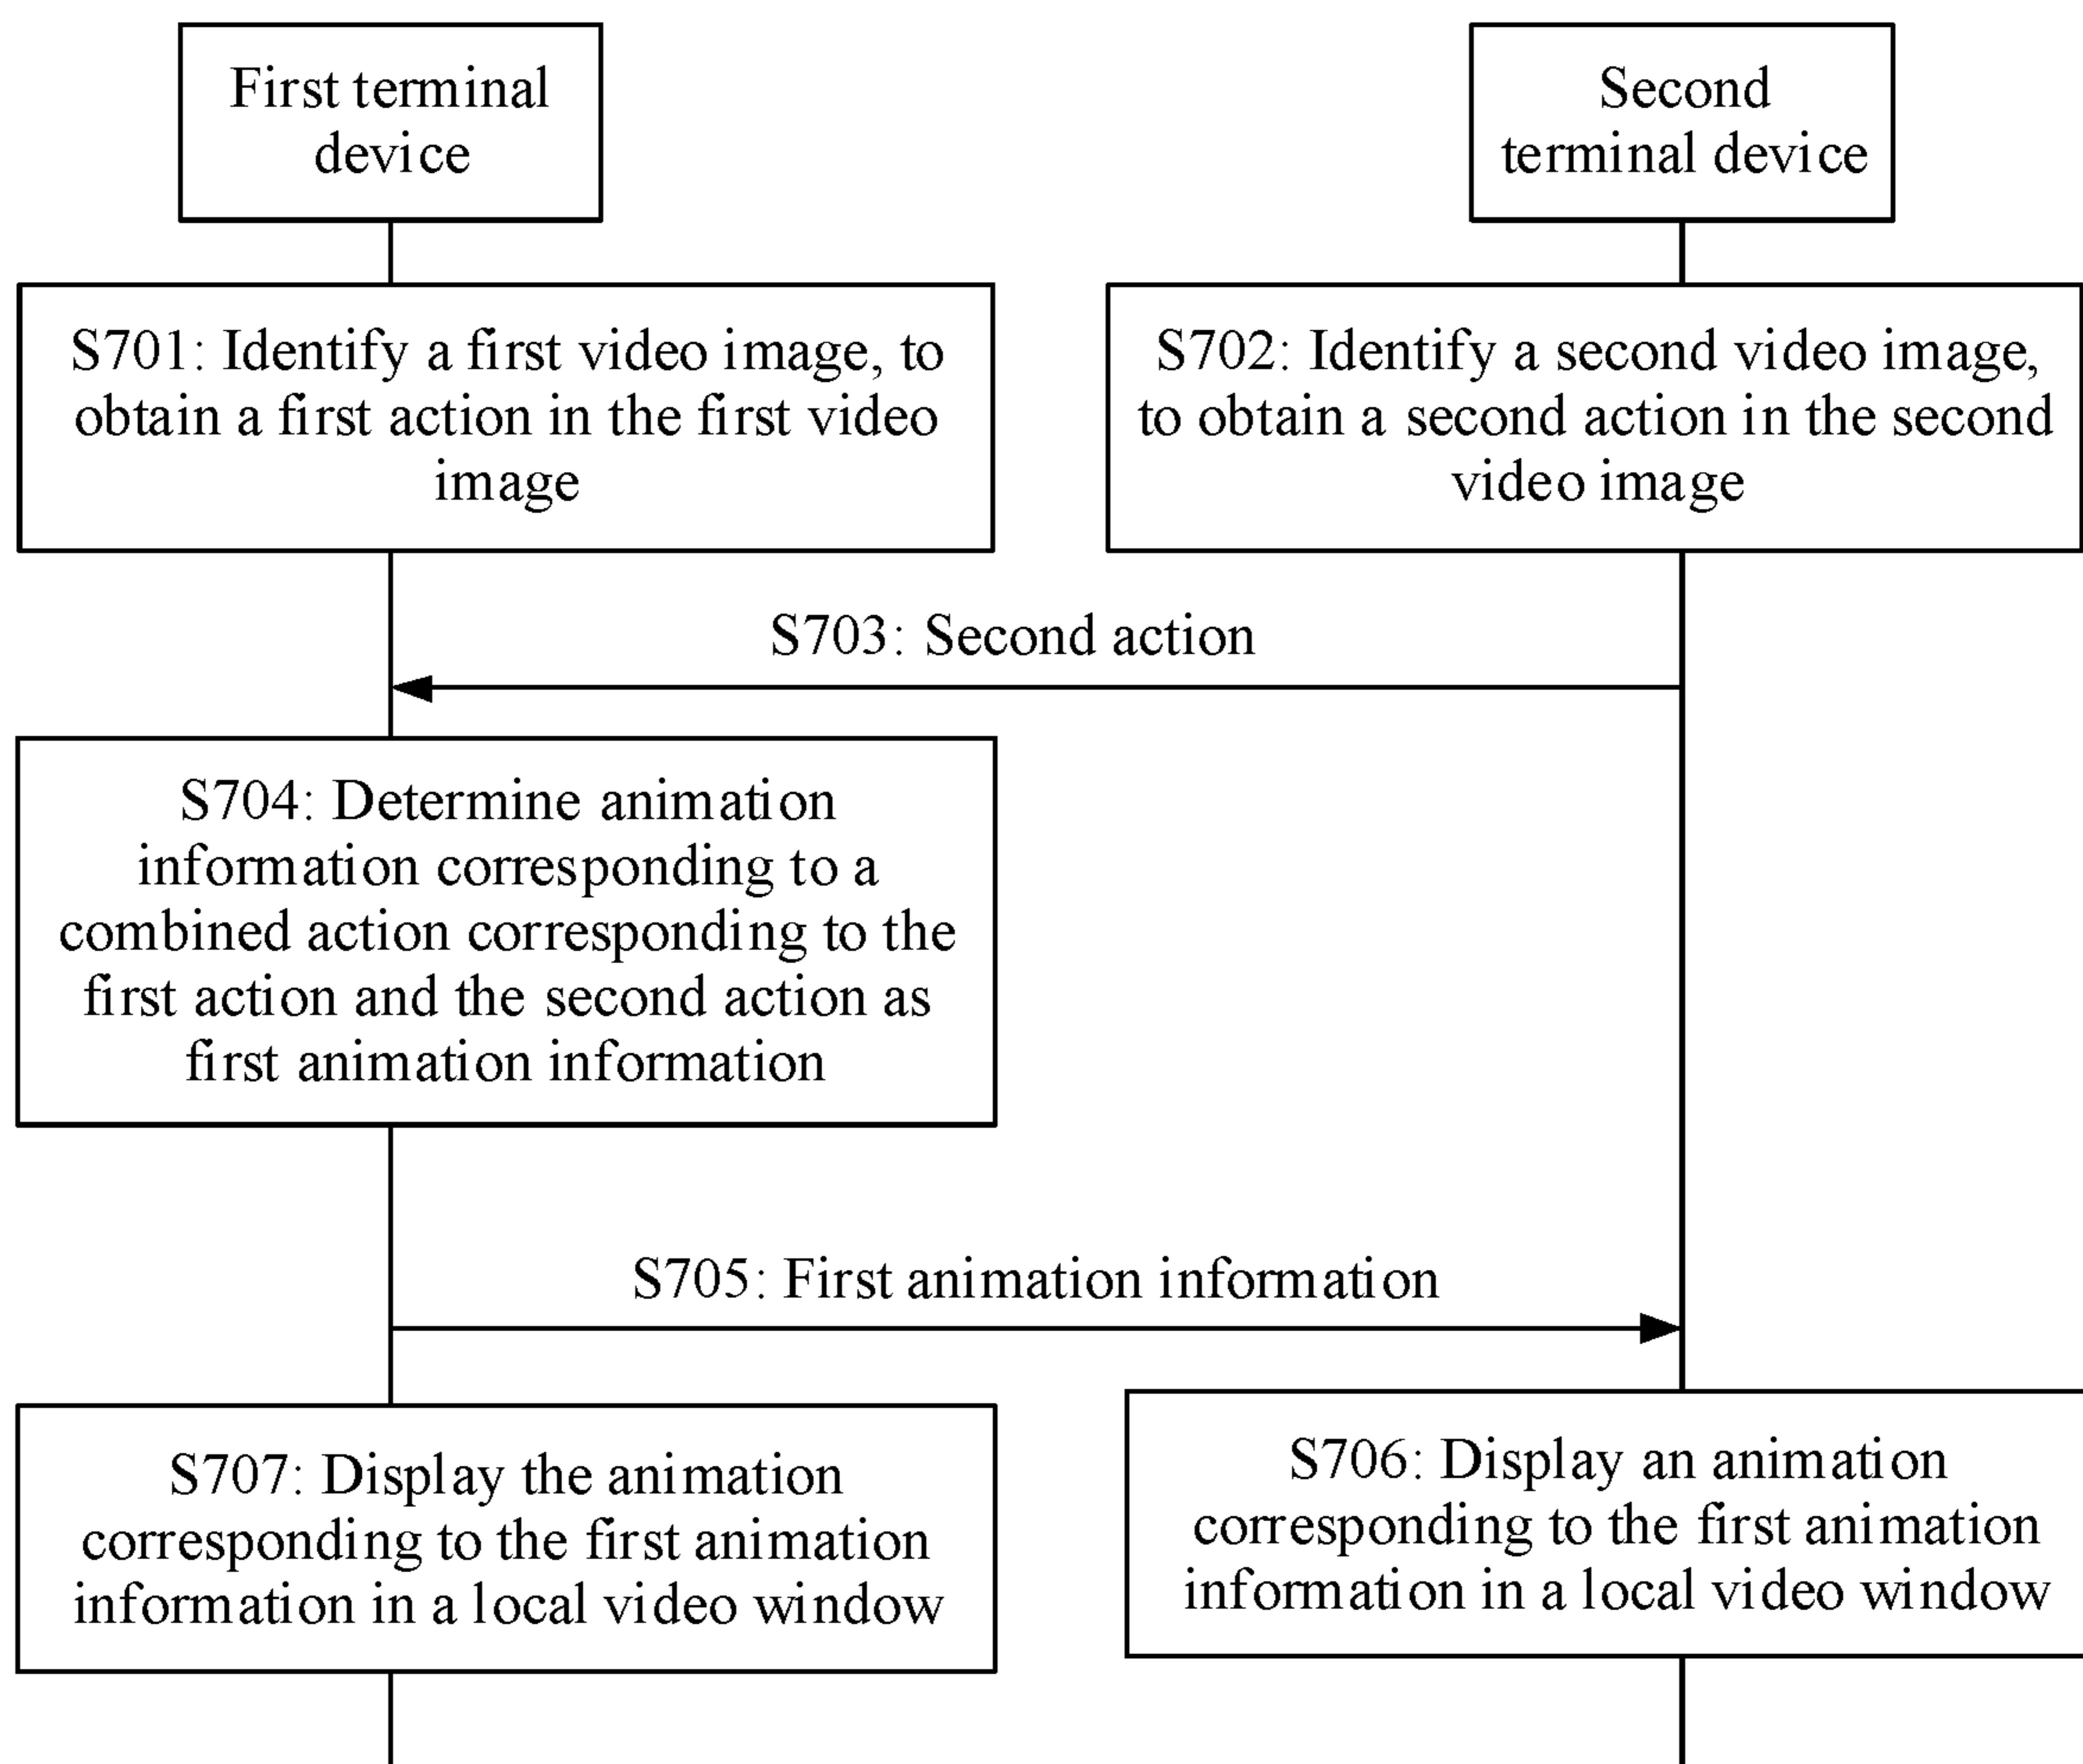 First terminal
device
Second
terminal device
S701: Identify a first video image, to
obtain a first action in the first video
image
S702: Identify a second video image,
to obtain a second action in the second
video image
S703: Second action
S704: Determine animation
information corresponding to a
combined action corresponding to the
first action and the second action as
first animation information
S705: First animation information
S707: Display the animation
corresponding to the first animation
information in a local video window
S706: Display an animation
corresponding to the first animation
information in a local video window